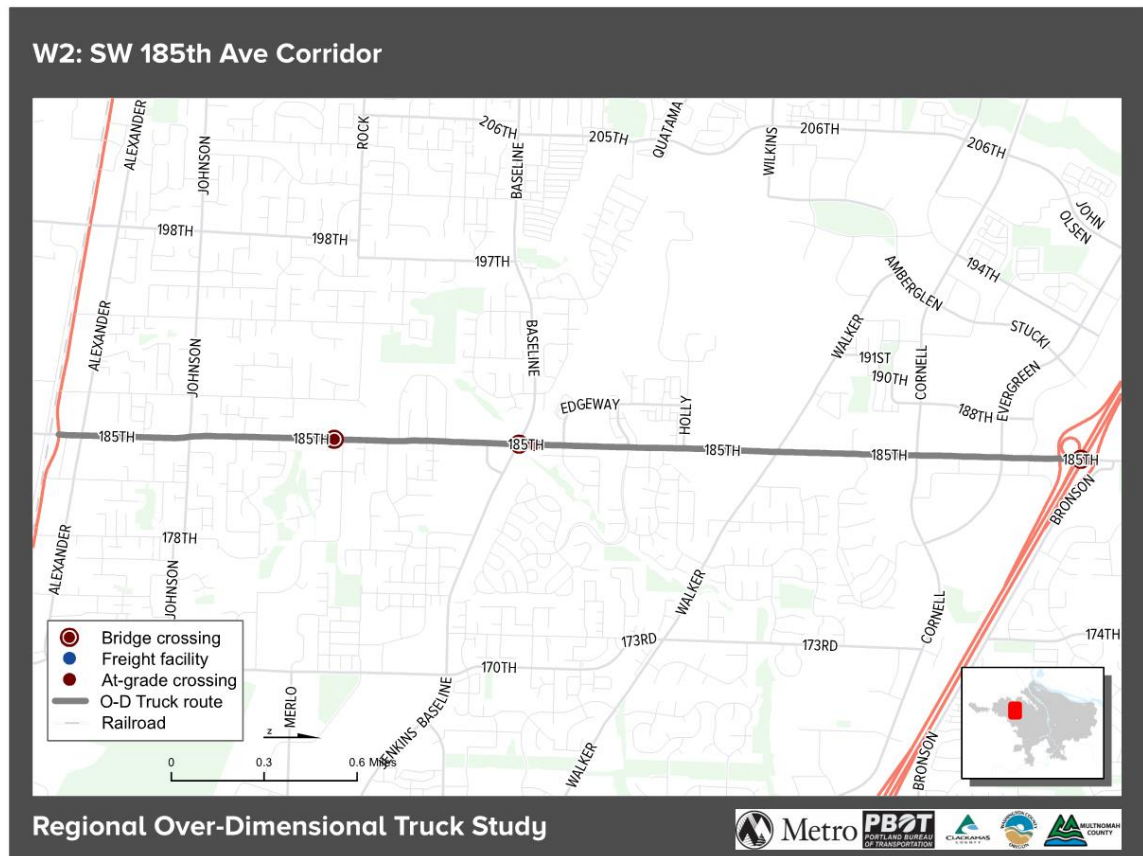 W2: SW 185th Ave Corridor
ALEXANDER
JOHNSON
ROCK
206TH
BASELINE
205TH
QUATAMA
WILKINS
206TH
206TH
JOHN
OLSEN
198TH
198TH
197TH
194TH
AMBERGLEN
STUCKI
ALEXANDER
JOHNSON
BASELINE
WALKER
191ST
190TH
CORNELL
EVERGREEN
188TH
EDGEWAY
HOLLY
185TH
185TH
185TH
185TH
185TH
185TH
BRONSON
ALEXANDER
178TH
JOHNSON
WALKER
173RD
173RD
CORNELL
174TH
170TH
MERLO
JENKINS
BASELINE
WALKER
BRONSON
Bridge crossing
Freight facility
At-grade crossing
O-D Truck route
Railroad
z
0 0.3 0.6 Miles
Regional Over-Dimensional Truck Study
Metro
PBOT
PORTLAND BUREAU
OF TRANSPORTATION
CLACKAMAS
COUNTY
WASHINGTON COUNTY
OREGON
MULTNOMAH
COUNTY